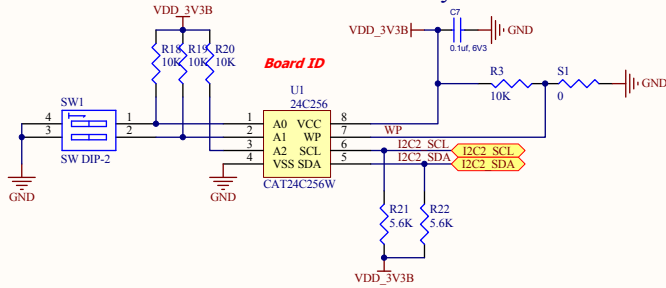 VDD_3V3B
C7
VDD_3V3B
GND
0.1uf, 6V3
R18
10K
R19
10K
R20
10K
Board ID
R3
10K
S1
0
GND
U1
24C256
SW1
4
3
1
2
SW DIP-2
1
2
3
4
A0
A1
A2
VSS
VCC
WP
SCL
SDA
8
7
6
5
WP
I2C2_SCL
I2C2_SDA
I2C2_SCL
I2C2_SDA
CAT24C256W
GND
GND
R21
5.6K
R22
5.6K
VDD_3V3B